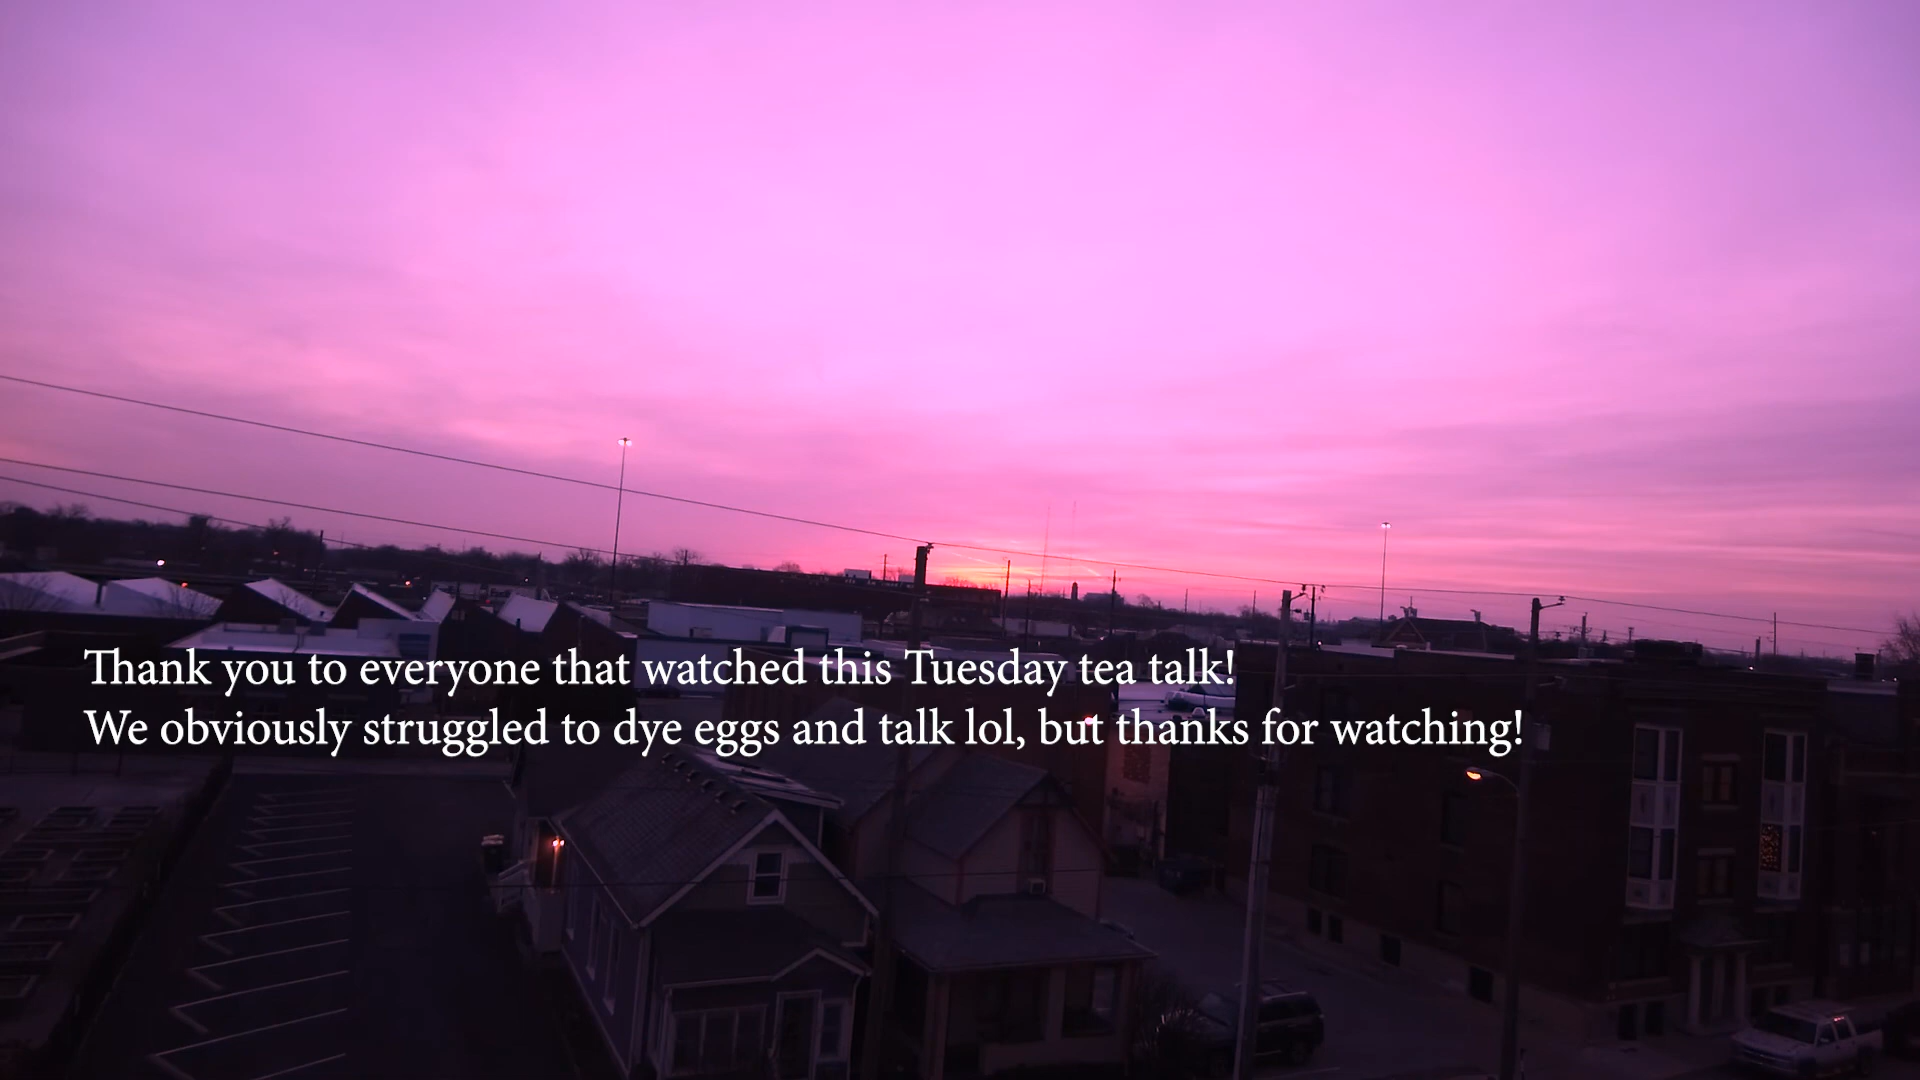 Thank you to everyone that watched this Tuesday tea talk!
We obviously struggled to dye eggs and talk lol, but thanks for watching!